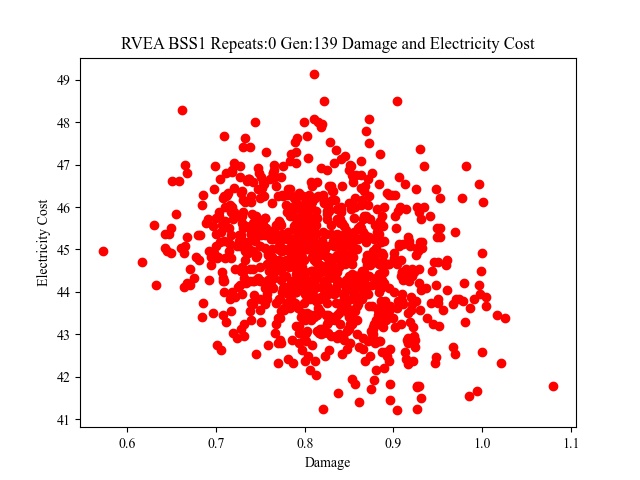 RVEA BSS1 Repeats:0 Gen:139 Damage and Electricity Cost
49
48
47
46
45
44
43
42
41
Electricity Cost
0.6 0.7 0.8 0.9 1.0 1.1
Damage